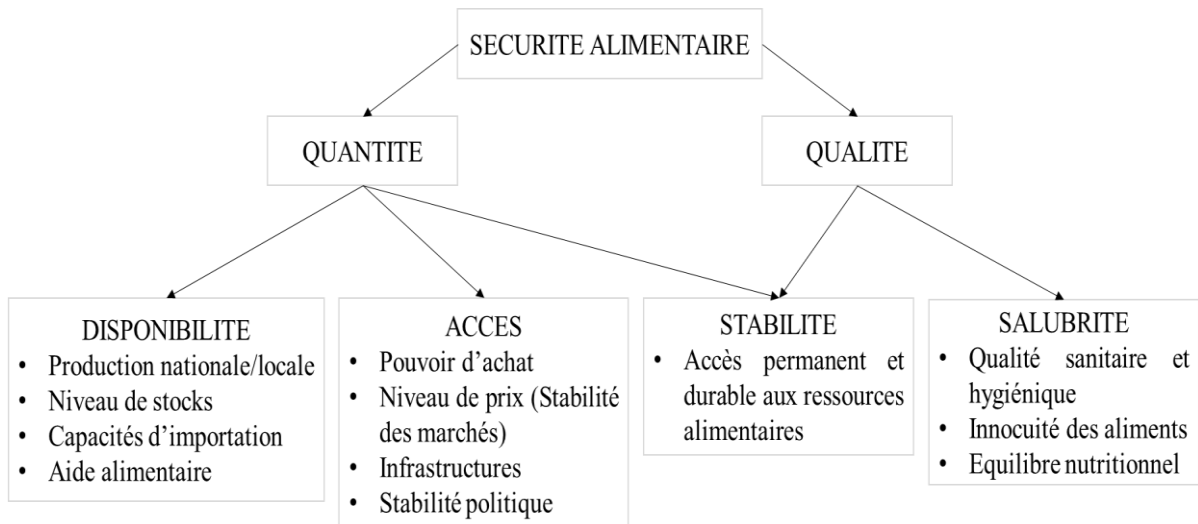 SECURITE ALIMENTAIRE
QUANTITE
QUALITE
DISPONIBILITE
• Production nationale/locale
• Niveau de stocks
• Capacités d’importation
• Aide alimentaire
ACCES
• Pouvoir d’achat
• Niveau de prix (Stabilité
des marchés)
• Infrastructures
• Stabilité politique
STABILITE
• Accès permanent et
durable aux ressources
alimentaires
SALUBRITE
• Qualité sanitaire et
hygiénique
• Innocuité des aliments
• Equilibre nutritionnel